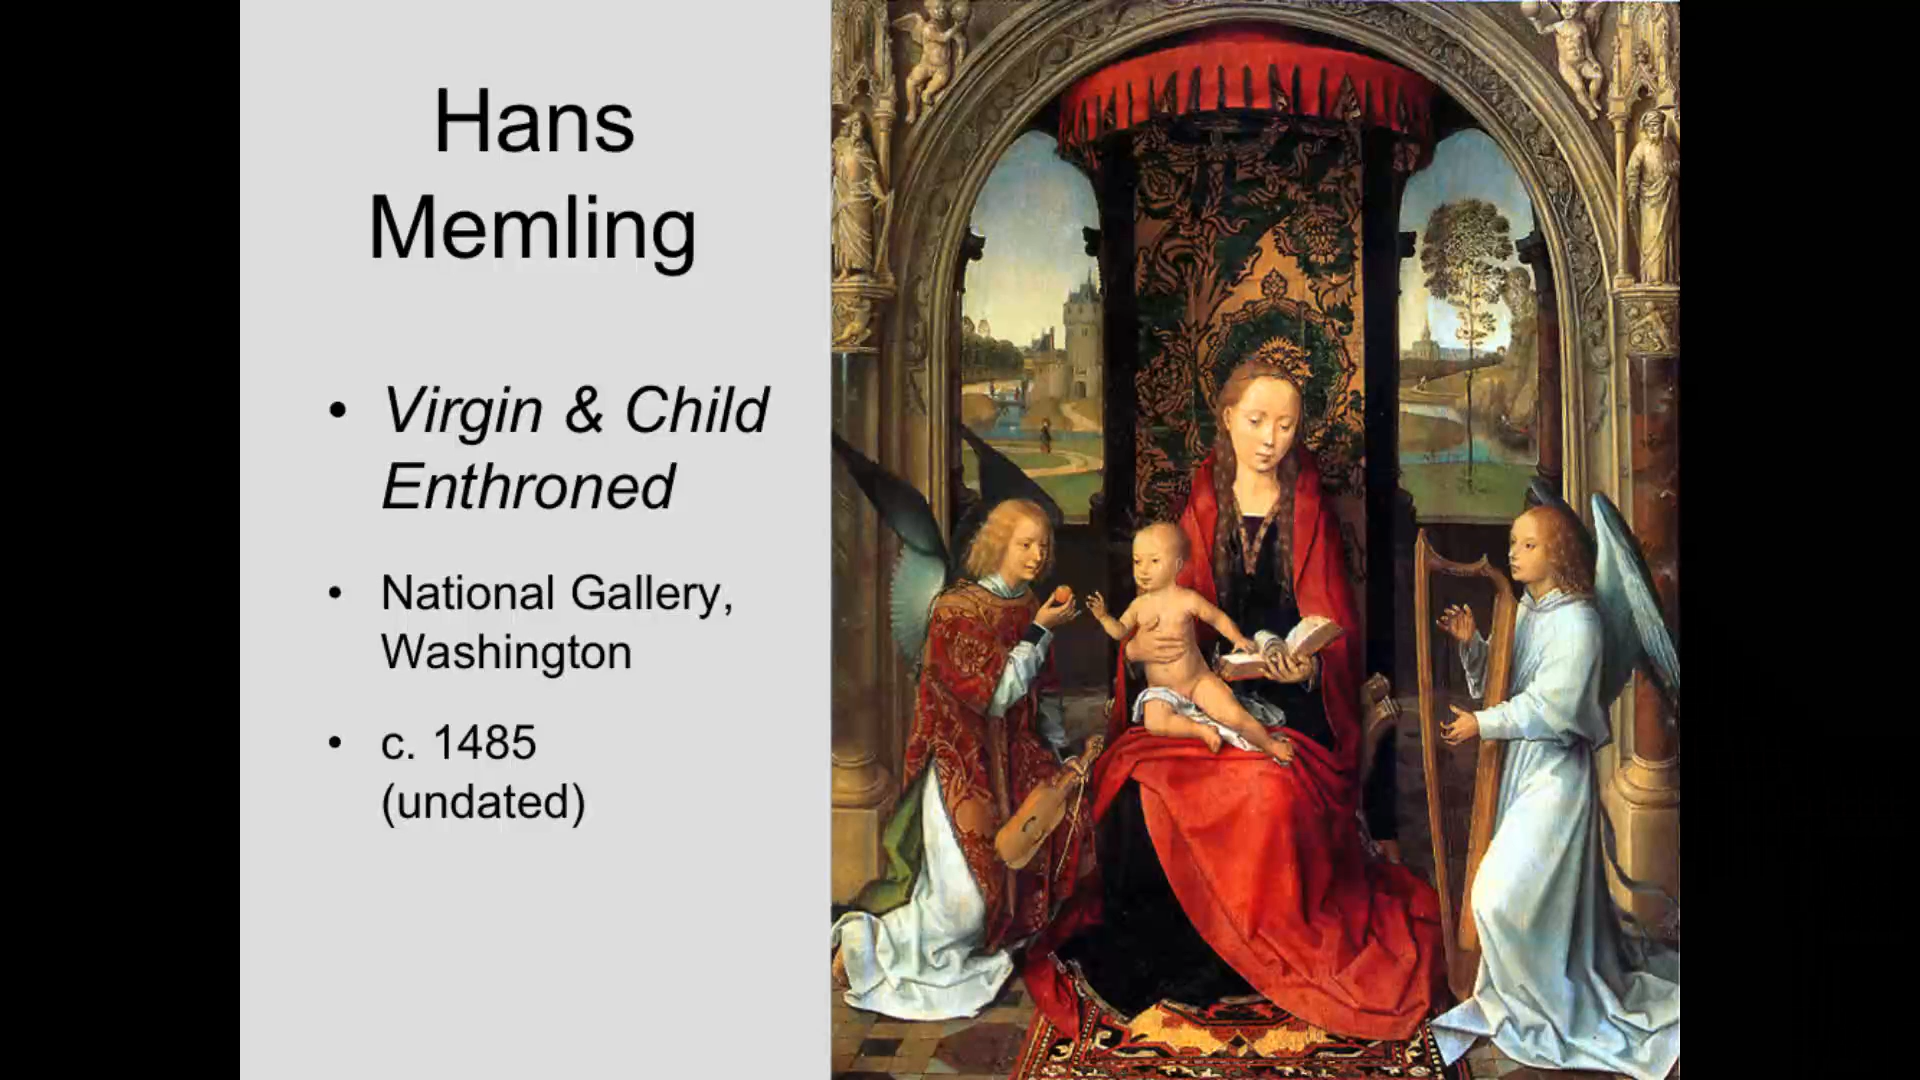 Hans
Memling
• Virgin & Child
Enthroned
• National Gallery,
Washington
• c. 1485
(undated)